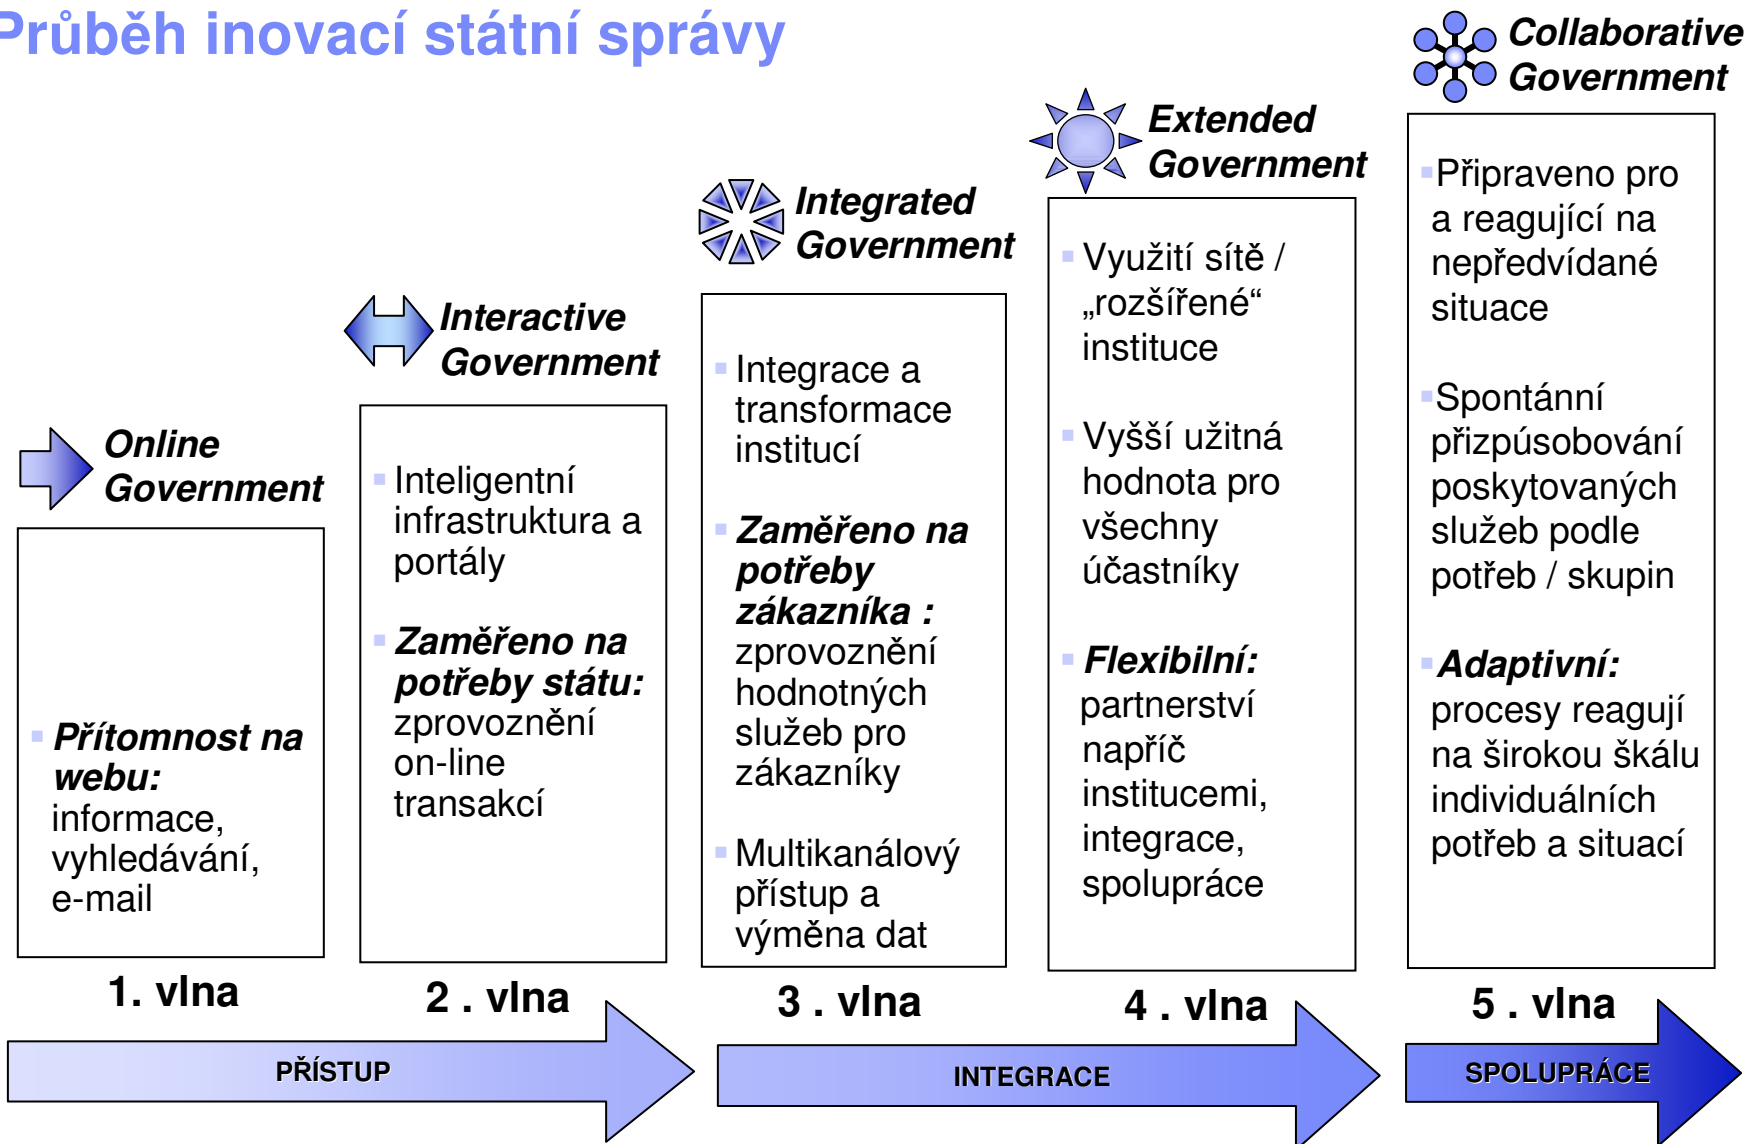 Průběh inovací státní správy
Online
Government
Přítomnost na
webu:
informace,
vyhledávání,
e-mail
1. vlna
Interactive
Government
Inteligentní
infrastruktura a
portály
Zaměřeno na
potřeby státu:
zprovoznění
on-line
transakcí
2 . vlna
Integrated
Government
Integrace a
transformace
institucí
Zaměřeno na
potřeby
zákazníka :
zprovoznění
hodnotných
služeb pro
zákazníky
Multikanálový
přístup a
výměna dat
3 . vlna
Extended
Government
Využití sítě /
„rozšířené“
instituce
Vyšší užitná
hodnota pro
všechny
účastníky
Flexibilní:
partnerství
napříč
institucemi,
integrace,
spolupráce
4 . vlna
Collaborative
Government
Připraveno pro
a reagující na
nepředvídané
situace
Spontánní
přizpúsobování
poskytovaných
služeb podle
potřeb / skupin
Adaptivní:
procesy reagují
na širokou škálu
individuálních
potřeb a situací
5 . vlna
PŘÍSTUP
INTEGRACE
SPOLUPRÁCE